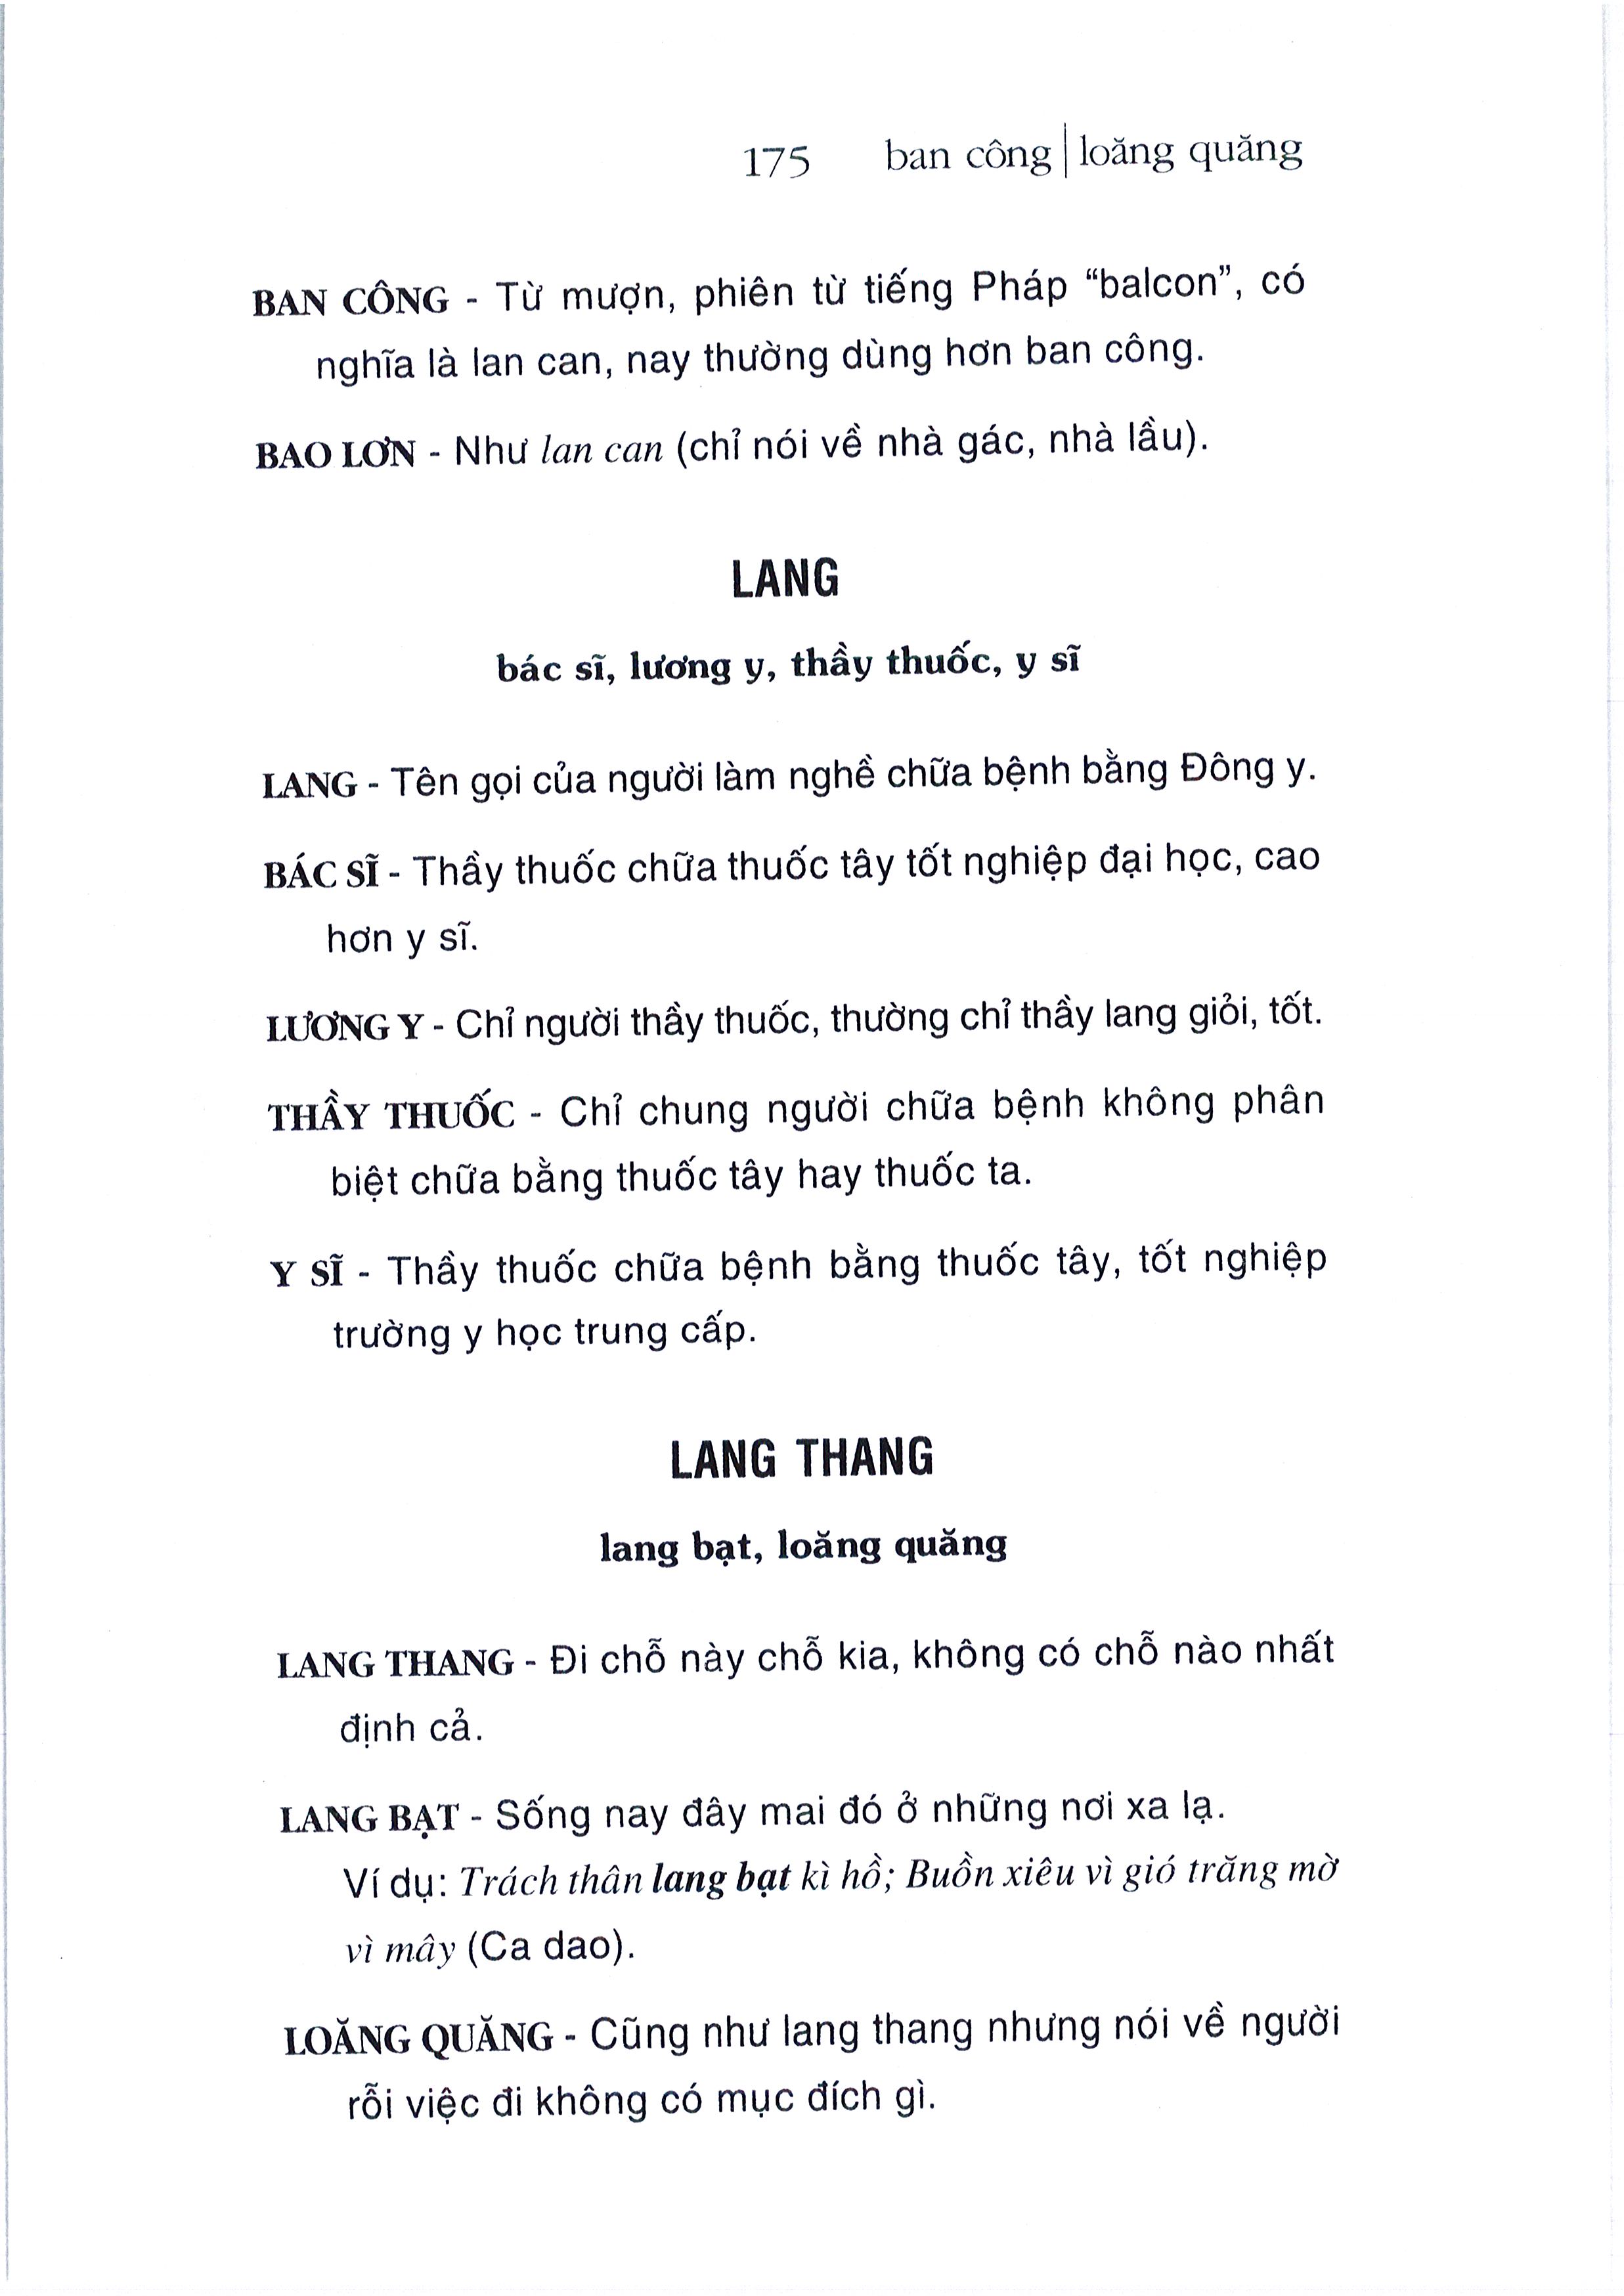 175 ban công | loăng quăng
BAN CÔNG - Từ mượn, phiên từ tiếng Pháp “balcon”, có
nghĩa là lan can, nay thường dùng hơn ban công.
BAO LƠN - Như lan can (chỉ nói về nhà gác, nhà lầu).
LANG
bác sĩ, lương y, thầy thuốc, y sĩ
LANG - Tên gọi của người làm nghề chữa bệnh bằng Đông y.
BÁC SĨ - Thầy thuốc chữa thuốc tây tốt nghiệp đại học, cao
hơn y sĩ.
LƯƠNG Y - Chỉ người thầy thuốc, thường chỉ thầy lang giỏi, tốt.
THẦY THUỐC - Chỉ chung người chữa bệnh không phân
biệt chữa bằng thuốc tây hay thuốc ta.
Y SĨ - Thầy thuốc chữa bệnh bằng thuốc tây, tốt nghiệp
trường y học trung cấp.
LANG THANG
lang bạt, loăng quăng
LANG THANG - Đi chỗ này chỗ kia, không có chỗ nào nhất
định cả.
LANG BẠT - Sống nay đây mai đó ở những nơi xa lạ.
Ví dụ: Trách thân lang bạt kì hồ; Buồn xiêu vì gió trăng mờ
vì mây (Ca dao).
LOĂNG QUĂNG - Cũng như lang thang nhưng nói về người
rỗi việc đi không có mục đích gì.